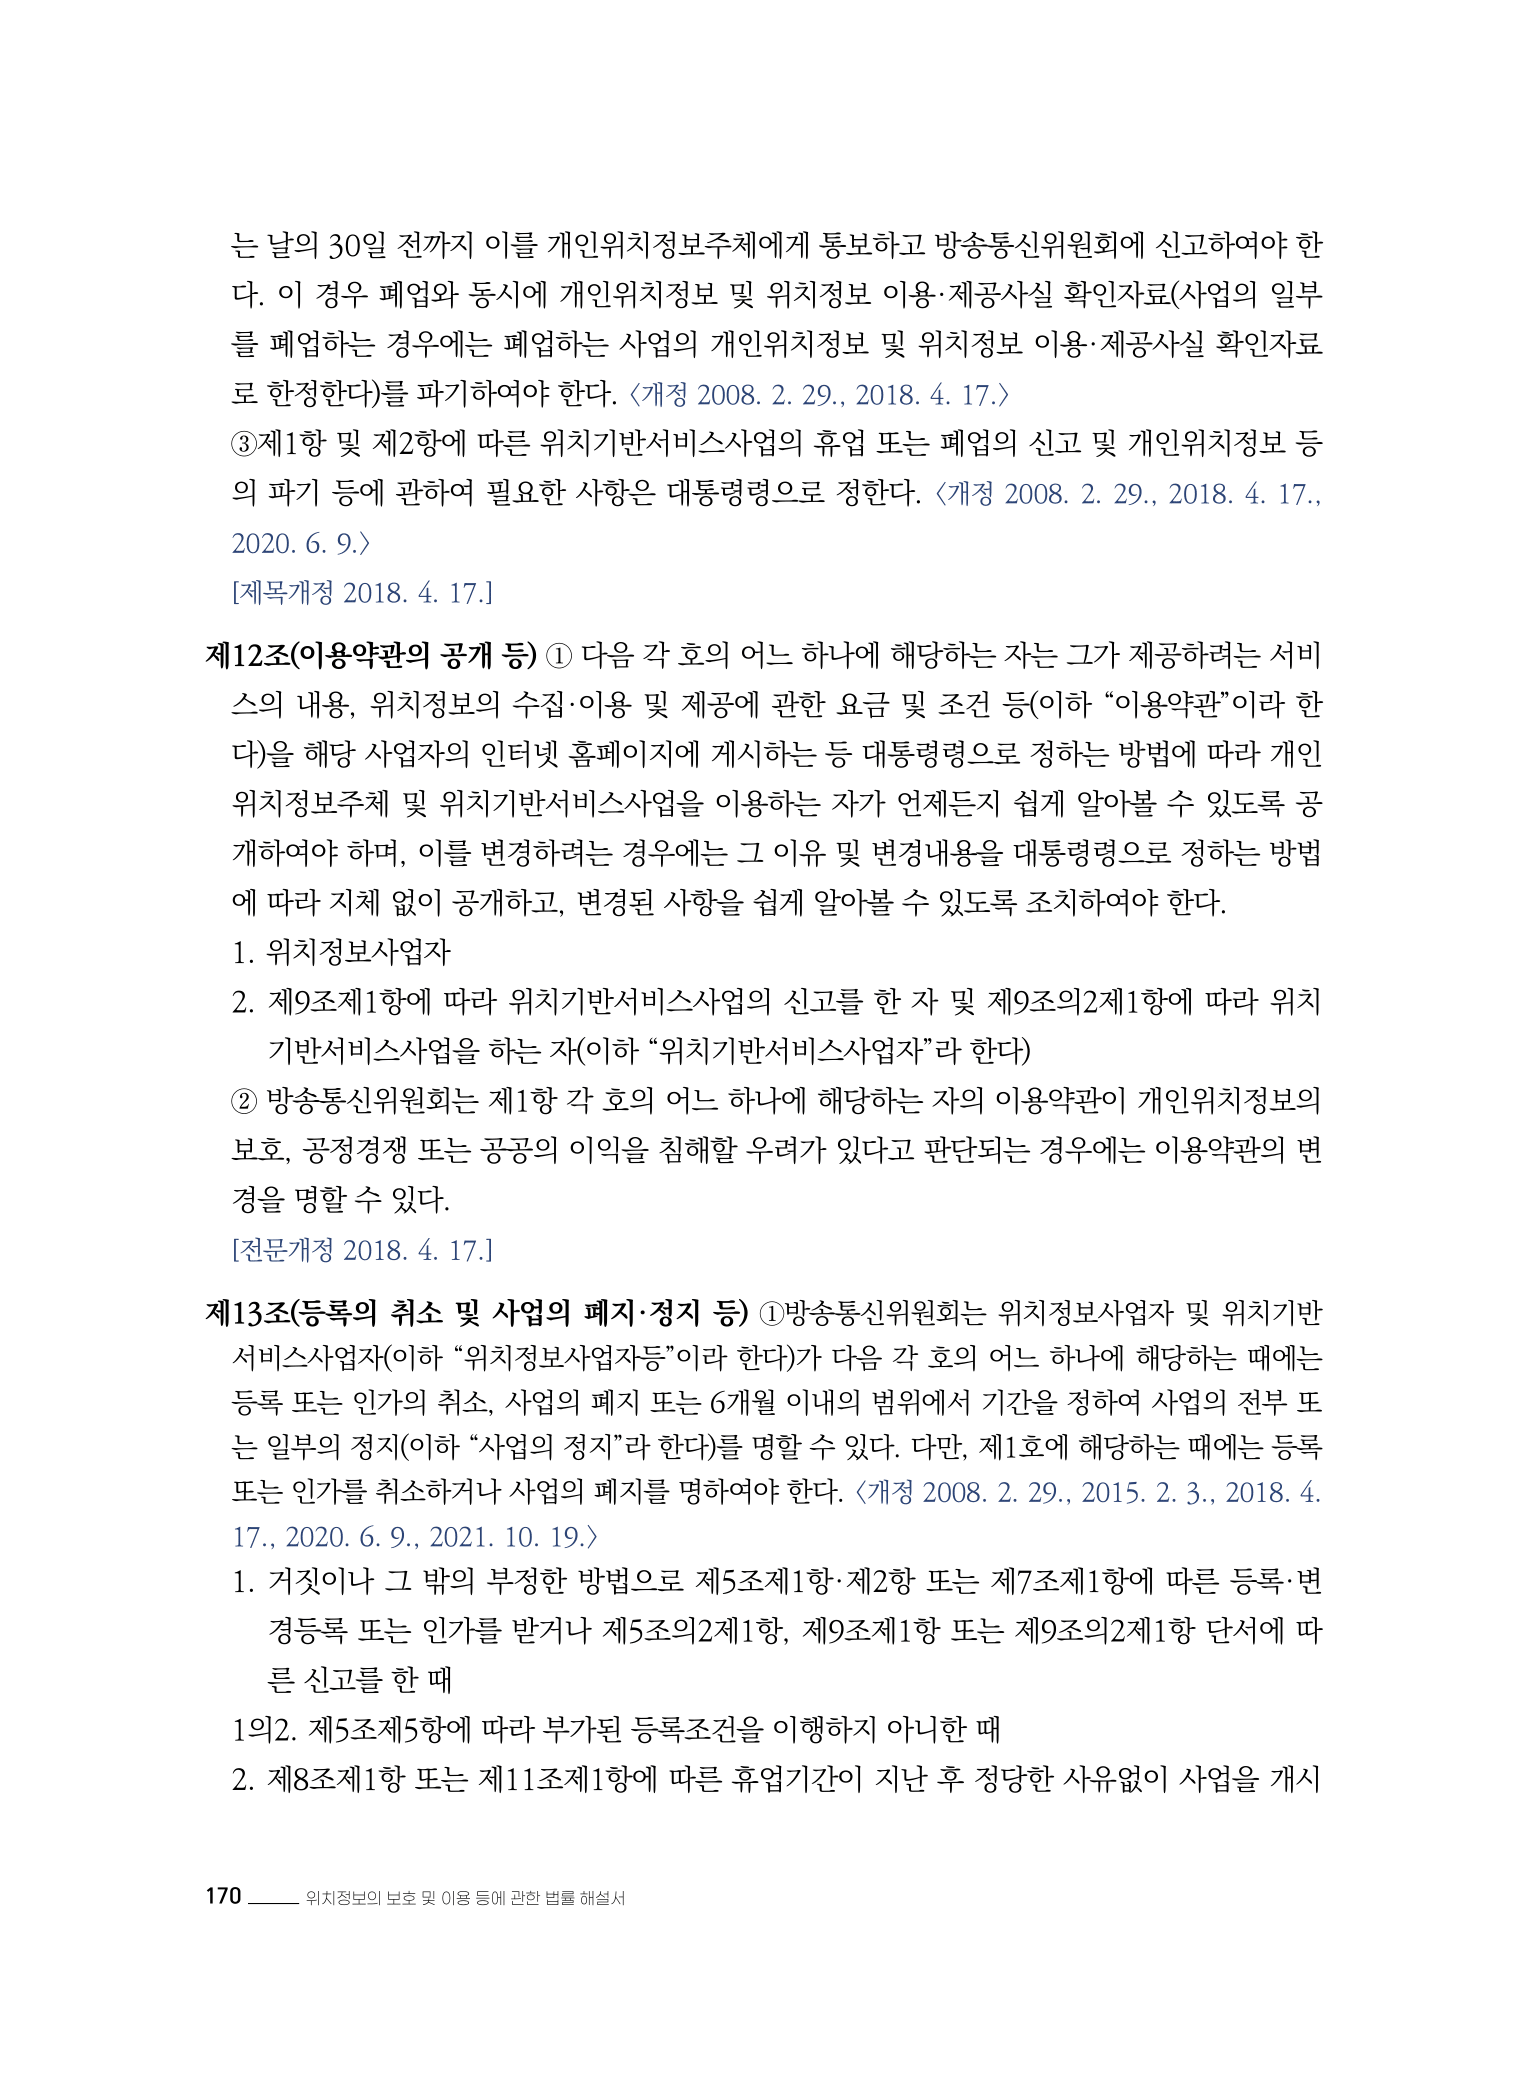 는 날의 30일 전까지 이를 개인위치정보주체에게 통보하고 방송통신위원회에 신고하여야 한
다. 이 경우 폐업와 동시에 개인위치정보 및 위치정보 이용·제공사실 확인자료(사업의 일부
를 폐업하는 경우에는 폐업하는 사업의 개인위치정보 및 위치정보 이용·제공사실 확인자료
로 한정한다)를 파기하여야 한다. 〈개정 2008. 2. 29., 2018. 4. 17.〉
③제1항 및 제2항에 따른 위치기반서비스사업의 휴업 또는 폐업의 신고 및 개인위치정보 등
의 파기 등에 관하여 필요한 사항은 대통령령으로 정한다. 〈개정 2008. 2. 29., 2018. 4. 17.,
2020. 6. 9.〉
[제목개정 2018. 4. 17.]
제12조(이용약관의 공개 등) ① 다음 각 호의 어느 하나에 해당하는 자는 그가 제공하려는 서비
스의 내용, 위치정보의 수집·이용 및 제공에 관한 요금 및 조건 등(이하 “이용약관”이라 한
다)을 해당 사업자의 인터넷 홈페이지에 게시하는 등 대통령령으로 정하는 방법에 따라 개인
위치정보주체 및 위치기반서비스사업을 이용하는 자가 언제든지 쉽게 알아볼 수 있도록 공
개하여야 하며, 이를 변경하려는 경우에는 그 이유 및 변경내용을 대통령령으로 정하는 방법
에 따라 지체 없이 공개하고, 변경된 사항을 쉽게 알아볼 수 있도록 조치하여야 한다.
1. 위치정보사업자
2. 제9조제1항에 따라 위치기반서비스사업의 신고를 한 자 및 제9조의2제1항에 따라 위치
기반서비스사업을 하는 자(이하 “위치기반서비스사업자”라 한다)
② 방송통신위원회는 제1항 각 호의 어느 하나에 해당하는 자의 이용약관이 개인위치정보의
보호, 공정경쟁 또는 공공의 이익을 침해할 우려가 있다고 판단되는 경우에는 이용약관의 변
경을 명할 수 있다.
[전문개정 2018. 4. 17.]
제13조(등록의 취소 및 사업의 폐지·정지 등) ①방송통신위원회는 위치정보사업자 및 위치기반
서비스사업자(이하 “위치정보사업자등”이라 한다)가 다음 각 호의 어느 하나에 해당하는 때에는
등록 또는 인가의 취소, 사업의 폐지 또는 6개월 이내의 범위에서 기간을 정하여 사업의 전부 또
는 일부의 정지(이하 “사업의 정지”라 한다)를 명할 수 있다. 다만, 제1호에 해당하는 때에는 등록
또는 인가를 취소하거나 사업의 폐지를 명하여야 한다. 〈개정 2008. 2. 29., 2015. 2. 3., 2018. 4.
17., 2020. 6. 9., 2021. 10. 19.〉
1. 거짓이나 그 밖의 부정한 방법으로 제5조제1항·제2항 또는 제7조제1항에 따른 등록·변
경등록 또는 인가를 받거나 제5조의2제1항, 제9조제1항 또는 제9조의2제1항 단서에 따
른 신고를 한 때
1의2. 제5조제5항에 따라 부가된 등록조건을 이행하지 아니한 때
2. 제8조제1항 또는 제11조제1항에 따른 휴업기간이 지난 후 정당한 사유없이 사업을 개시
170 위치정보의 보호 및 이용 등에 관한 법률 해설서